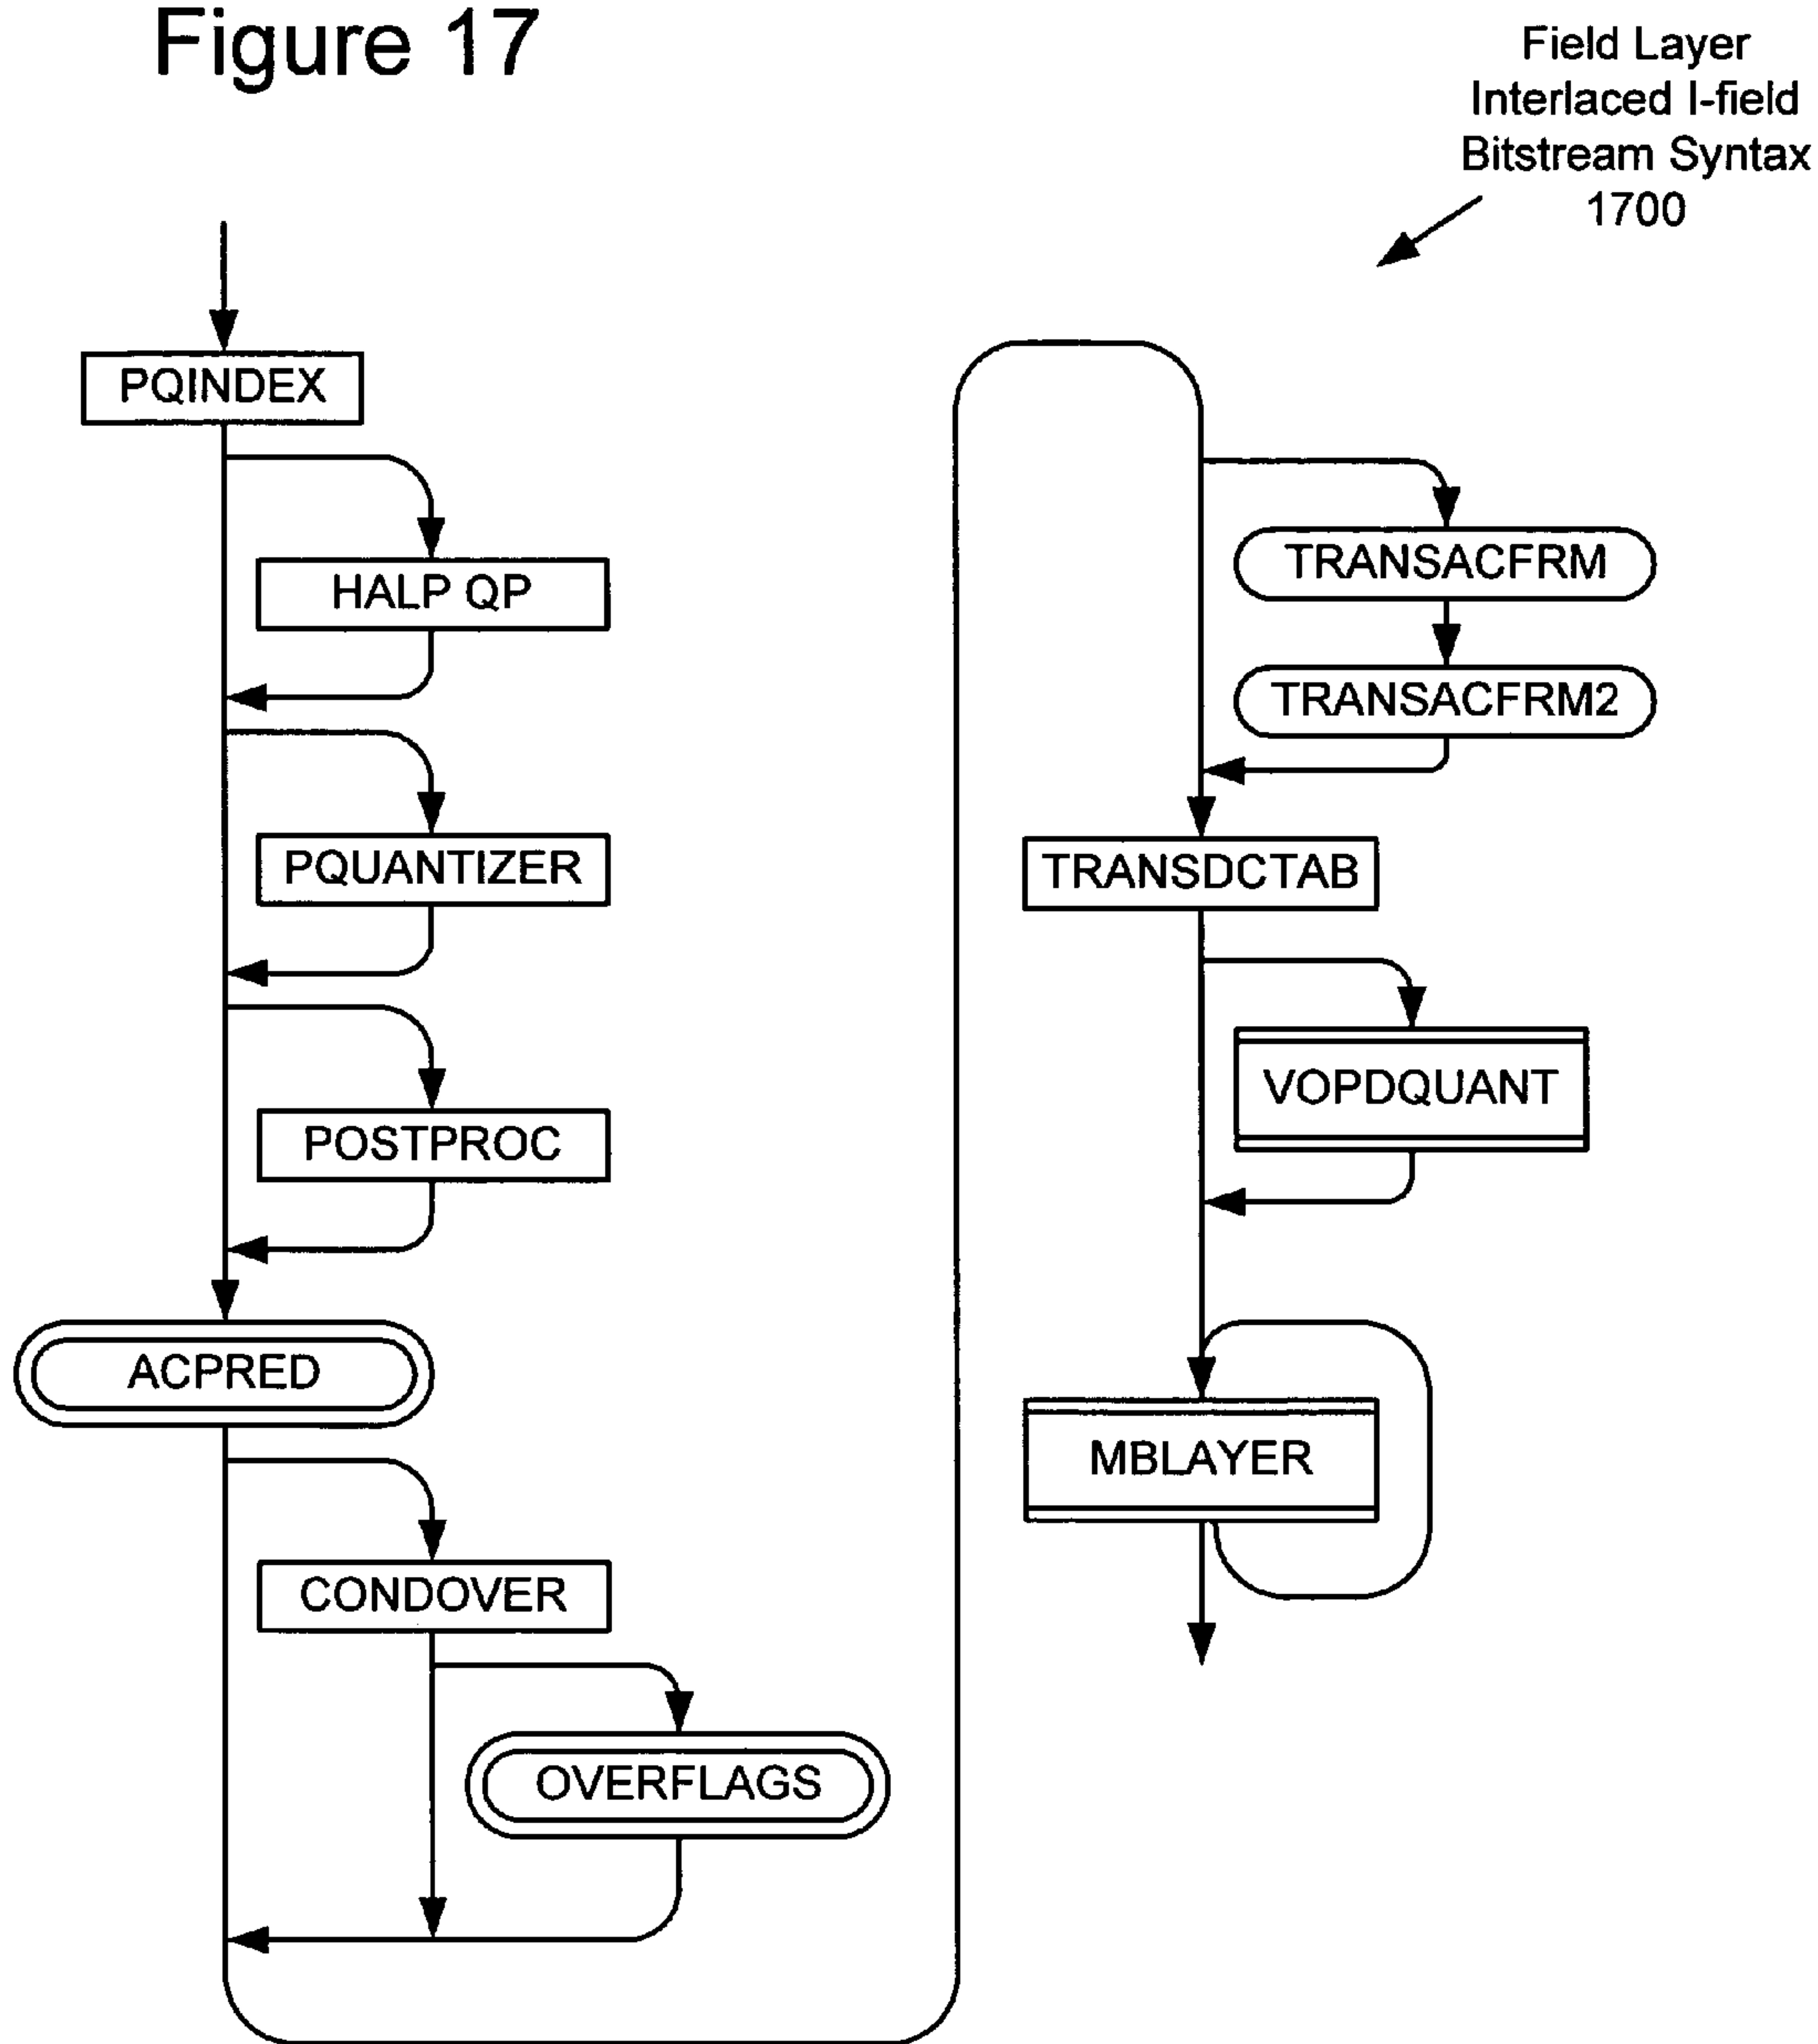 Figure 17
Field Layer
Interlaced I-field
Bitstream Syntax
1700
PQINDEX
HALP QP
PQUANTIZER
POSTPROC
ACPRED
CONDOVER
OVERFLAGS
TRANSACFRM
TRANSACFRM2
TRANSDCTAB
VOPDQUANT
MBLAYER